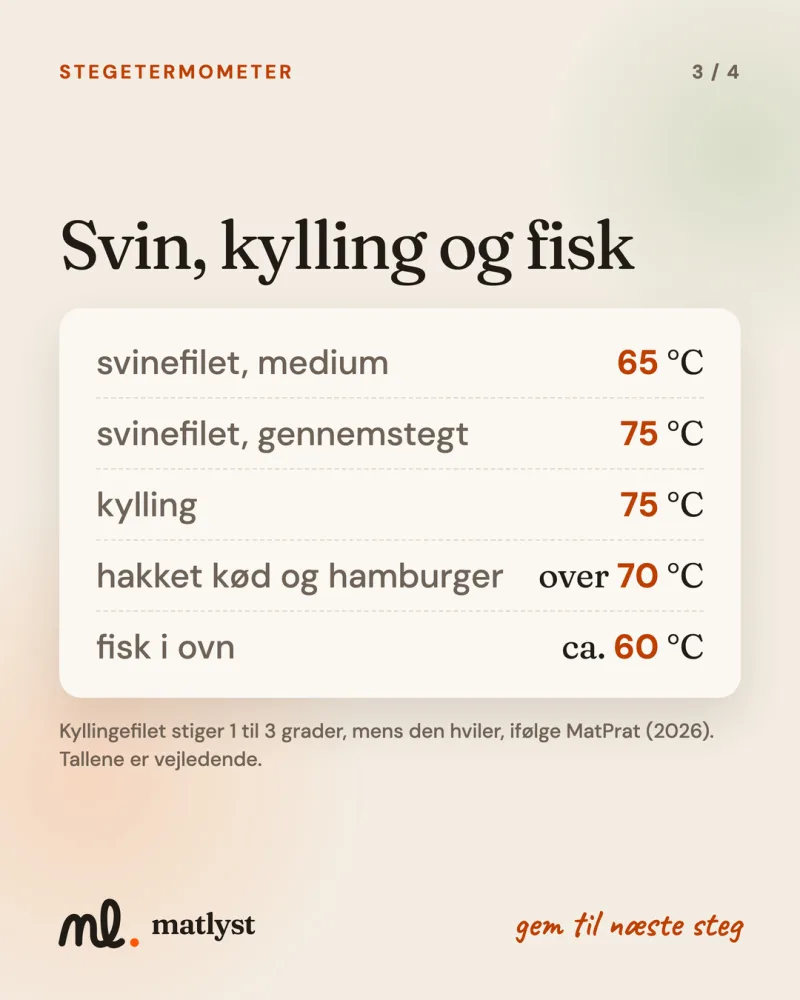 STEGETERMOMETER 3 / 4
Svin, kylling og fisk
svinefilet, medium 65 °C
svinefilet, gennemstegt 75 °C
kylling 75 °C
hakket kød og hamburger over 70 °C
fisk i ovn ca. 60 °C
Kyllingefilet stiger 1 til 3 grader, mens den hviler, ifølge MatPrat (2026).
Tallene er vejledende.
ml. matlyst gem til næste steg